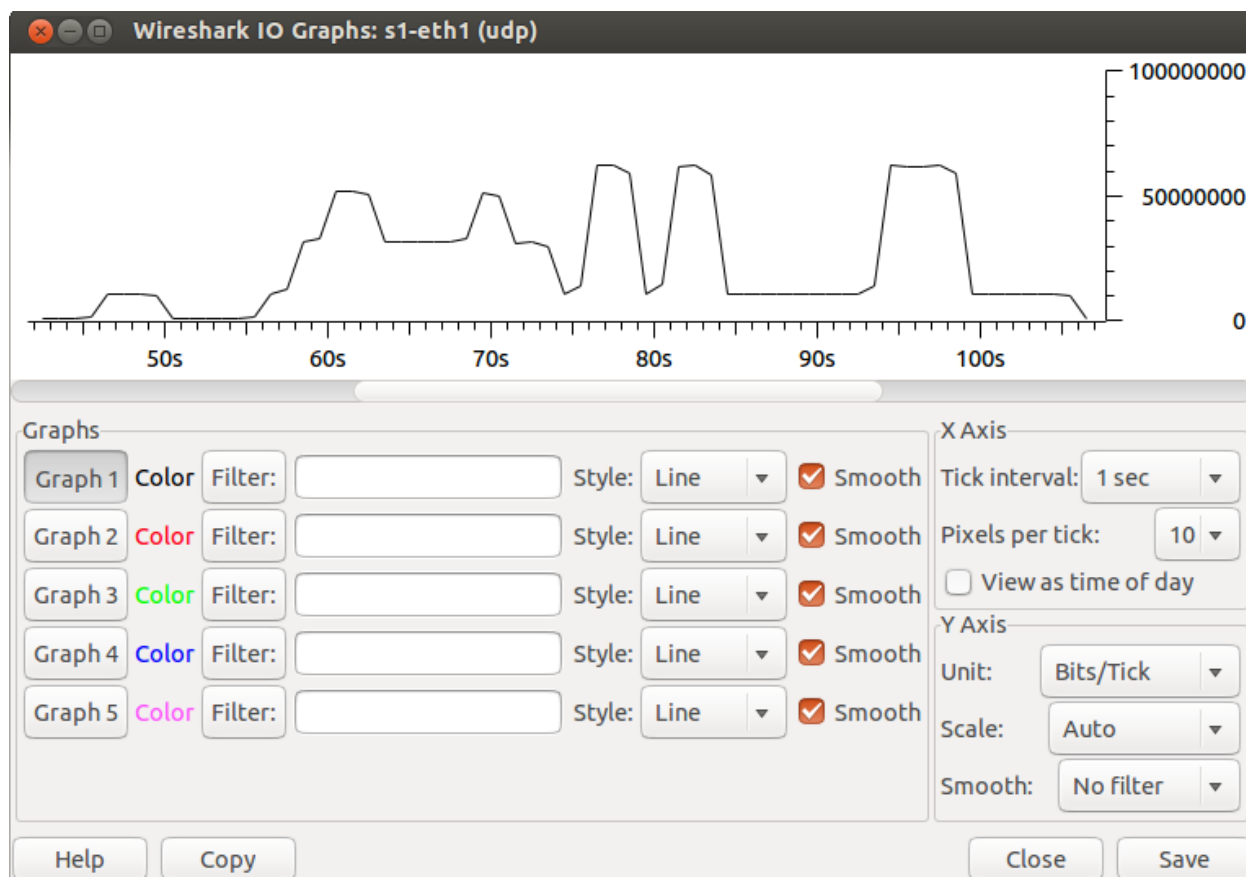 Wireshark IO Graphs: s1-eth1 (udp)
100000000
50000000
0
50s 60s 70s 80s 90s 100s
Graphs
Graph 1 Color Filter: Style: Line Smooth
Graph 2 Color Filter: Style: Line Smooth
Graph 3 Color Filter: Style: Line Smooth
Graph 4 Color Filter: Style: Line Smooth
Graph 5 Color Filter: Style: Line Smooth
X Axis
Tick interval: 1 sec
Pixels per tick: 10
View as time of day
Y Axis
Unit: Bits/Tick
Scale: Auto
Smooth: No filter
Help Copy Close Save